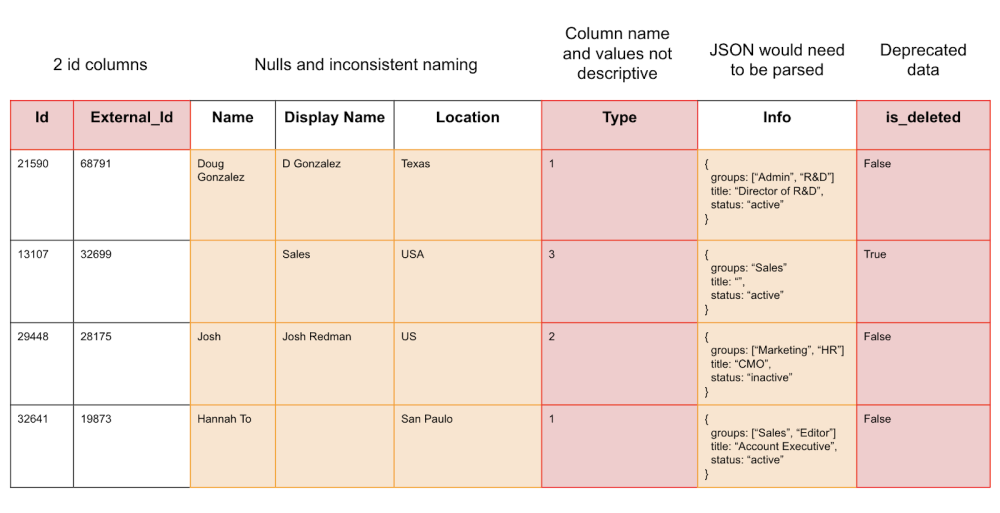 2 id columns
Nulls and inconsistent naming
Column name
and values not
descriptive
JSON would need
to be parsed
Deprecated
data
Id External_Id Name Display Name Location Type Info is_deleted
21590 68791 Doug D Gonzalez Texas 1 { False
Gonzalez groups: [“Admin”, “R&D”]
title: “Director of R&D”,
status: “active”
}
13107 32699 Sales USA 3 { True
groups: “Sales”
title: “”,
status: “active”
}
29448 28175 Josh Josh Redman US 2 { False
groups: [“Marketing”, “HR”]
title: “CMO”,
status: “inactive”
}
32641 19873 Hannah To San Paulo 1 { False
groups: [“Sales”, “Editor”]
title: “Account Executive”,
status: “active”
}